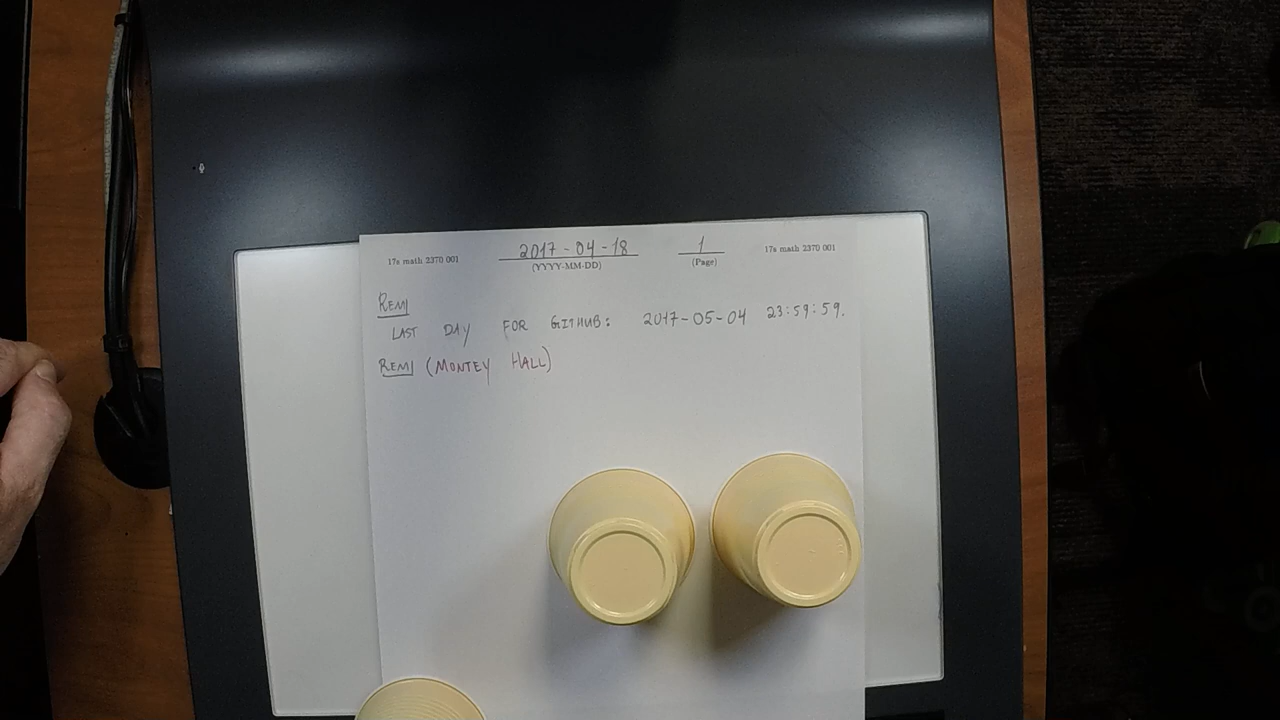 17s math 2370 001 2017-04-18 1 17s math 2370 001
(YYYY-MM-DD) (Page)
REM|
LAST DAY FOR GITHUB: 2017-05-04 23:59:59.
REM| (MONTEY HALL)